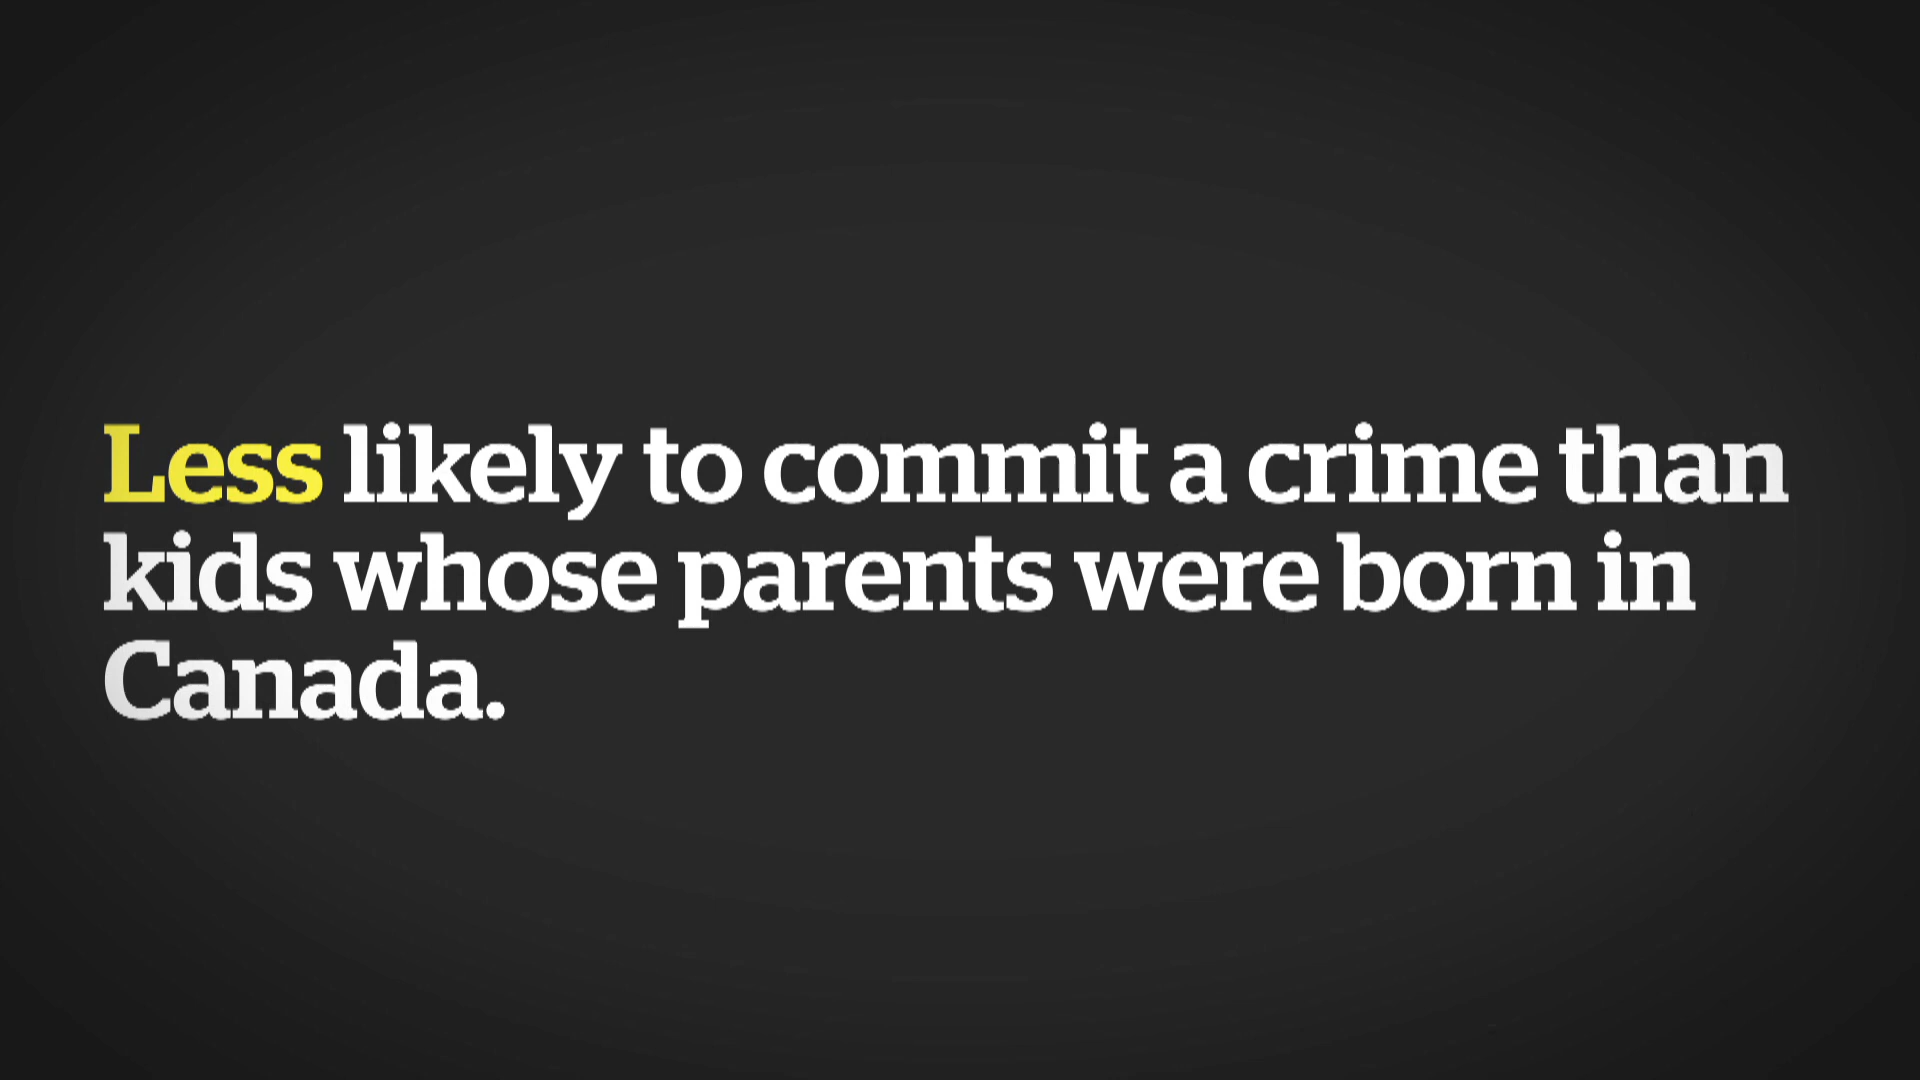 Less likely to commit a crime than
kids whose parents were born in
Canada.